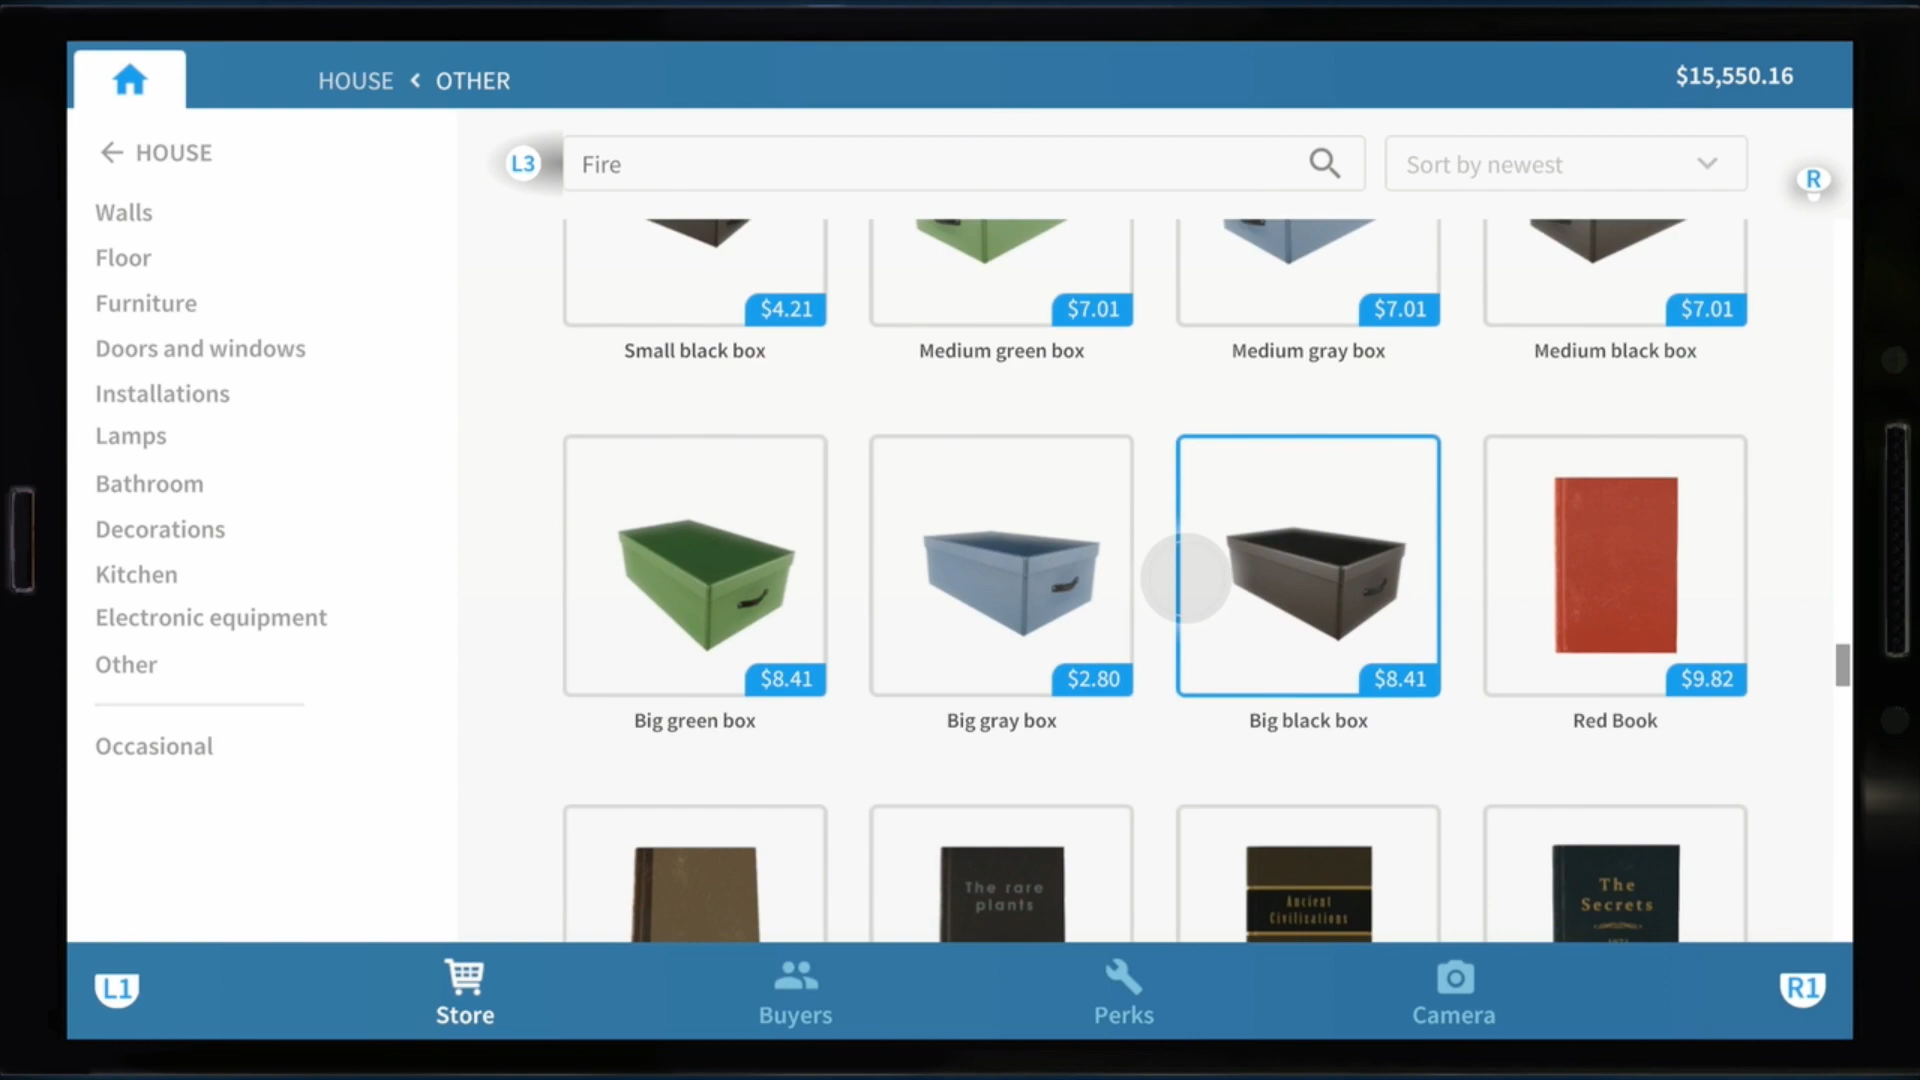 HOUSE < OTHER
$15,550.16
HOUSE
L3
Fire
Sort by newest
R
Walls
Floor
Furniture
Doors and windows
Installations
Lamps
Bathroom
Decorations
Kitchen
Electronic equipment
Other
Occasional
$4.21
$7.01
$7.01
$7.01
Small black box
Medium green box
Medium gray box
Medium black box
$8.41
$2.80
$8.41
$9.82
Big green box
Big gray box
Big black box
Red Book
The rare
plants
Ancient
Civilizations
The
Secrets
L1
Store
Buyers
Perks
Camera
R1